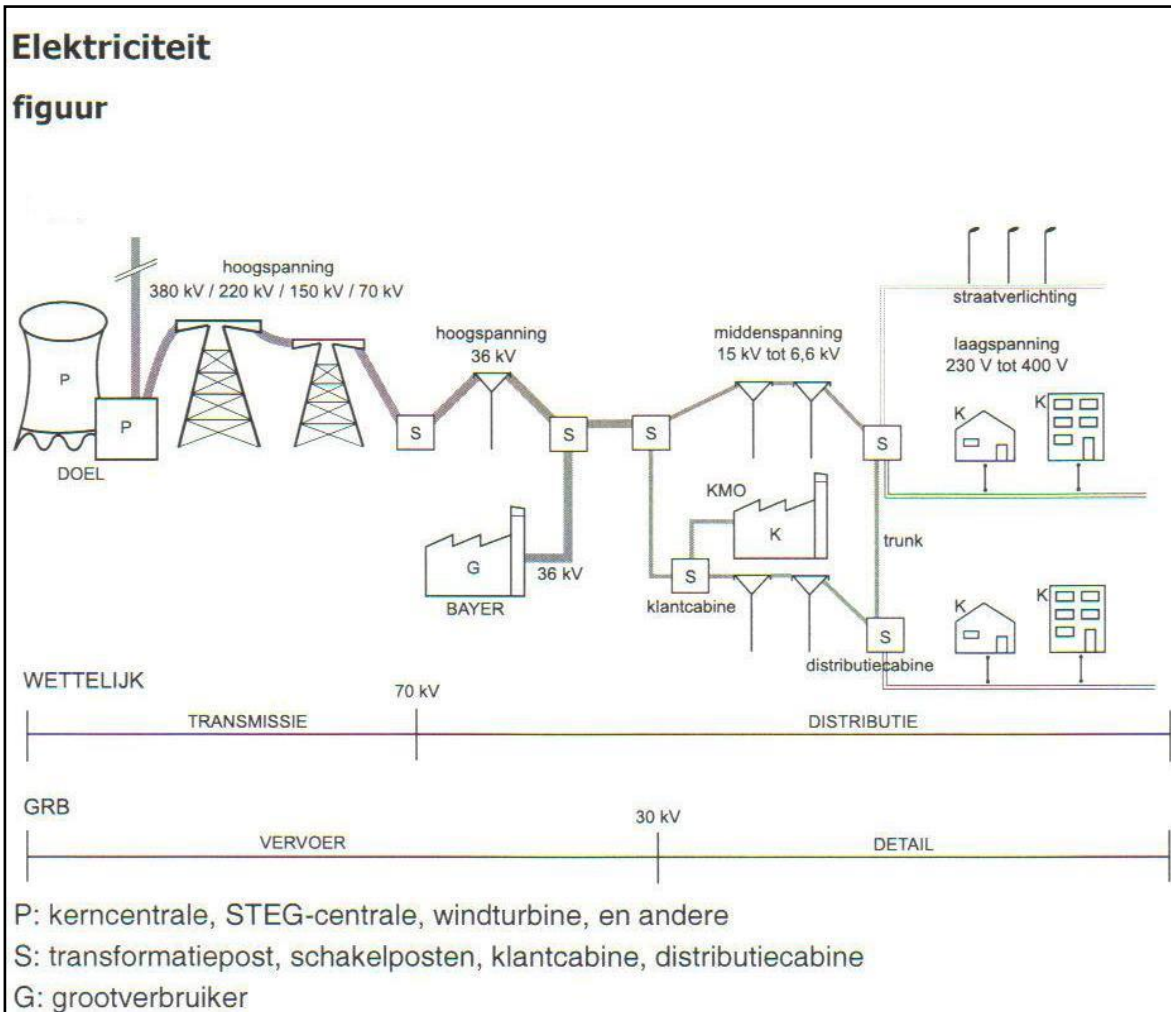 Elektriciteit
figuur
hoogspanning
380 kV / 220 kV / 150 kV / 70 kV
P
P
DOEL
S
hoogspanning
36 kV
S
S
G
BAYER
36 kV
middenspanning
15 kV tot 6,6 kV
S
KMO
K
S
klantcabine
trunk
S
distributiecabine
straatverlichting
laagspanning
230 V tot 400 V
K
K
K
K
WETTELIJK
70 kV
TRANSMISSIE
DISTRIBUTIE
GRB
30 kV
VERVOER
DETAIL
P: kerncentrale, STEG-centrale, windturbine, en andere
S: transformatiepost, schakelposten, klantcabine, distributiecabine
G: grootverbruiker